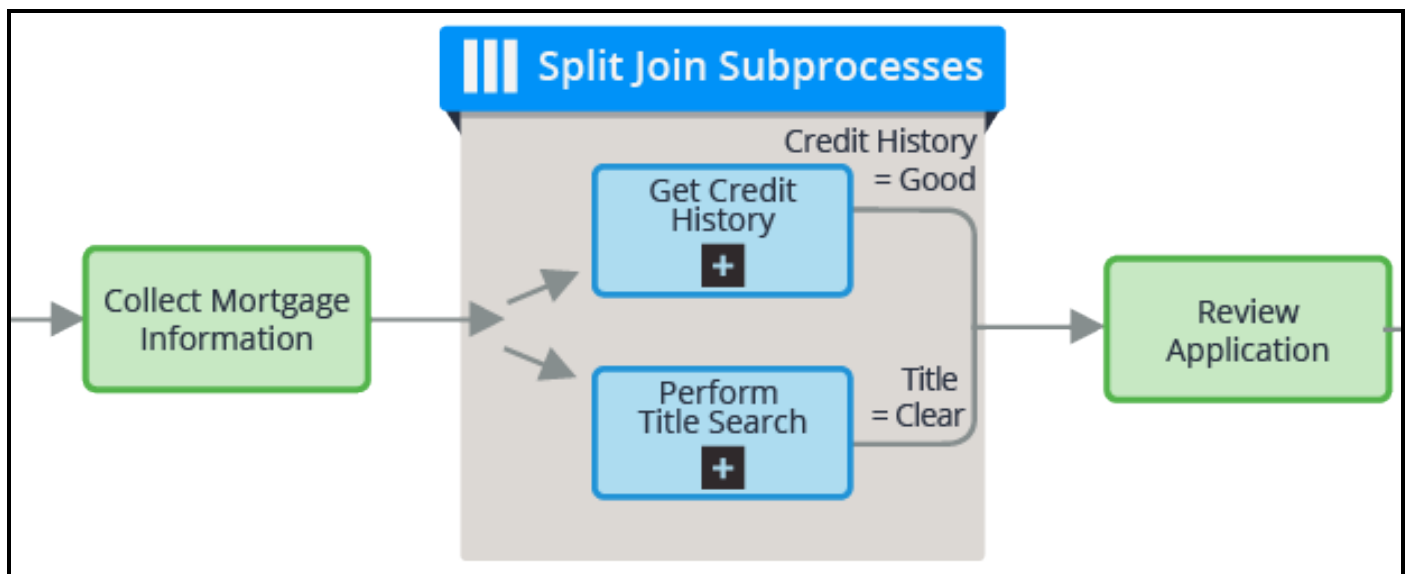 Split Join Subprocesses
Credit History
= Good
Get Credit
History
Collect Mortgage
Information
Review
Application
Perform
Title Search
Title
= Clear